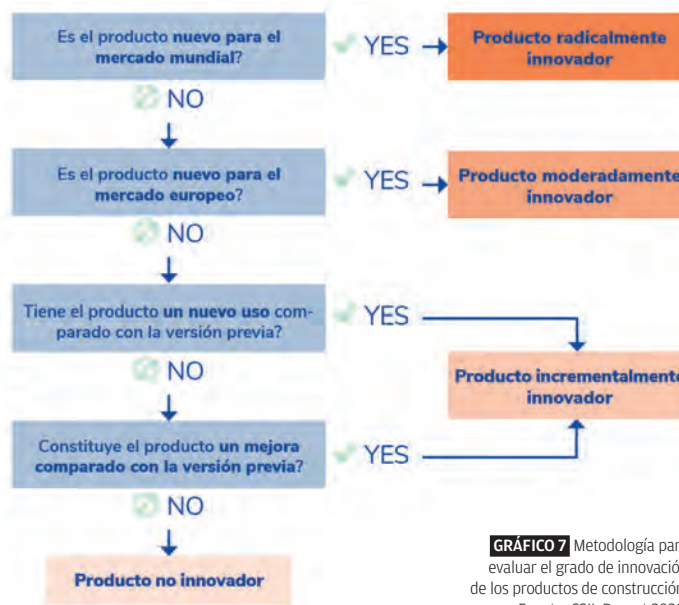 Es el producto nuevo para el
mercado mundial?
YES
Producto radicalmente
innovador
NO
Es el producto nuevo para el
mercado europeo?
YES
Producto moderadamente
innovador
NO
Tiene el producto un nuevo uso com-
parado con la versión previa?
YES
Producto incrementalmente
innovador
NO
Constituye el producto un mejora
comparado con la versión previa?
YES
NO
Producto no innovador
GRÁFICO 7 Metodología par
evaluar el grado de innovació
de los productos de construcción